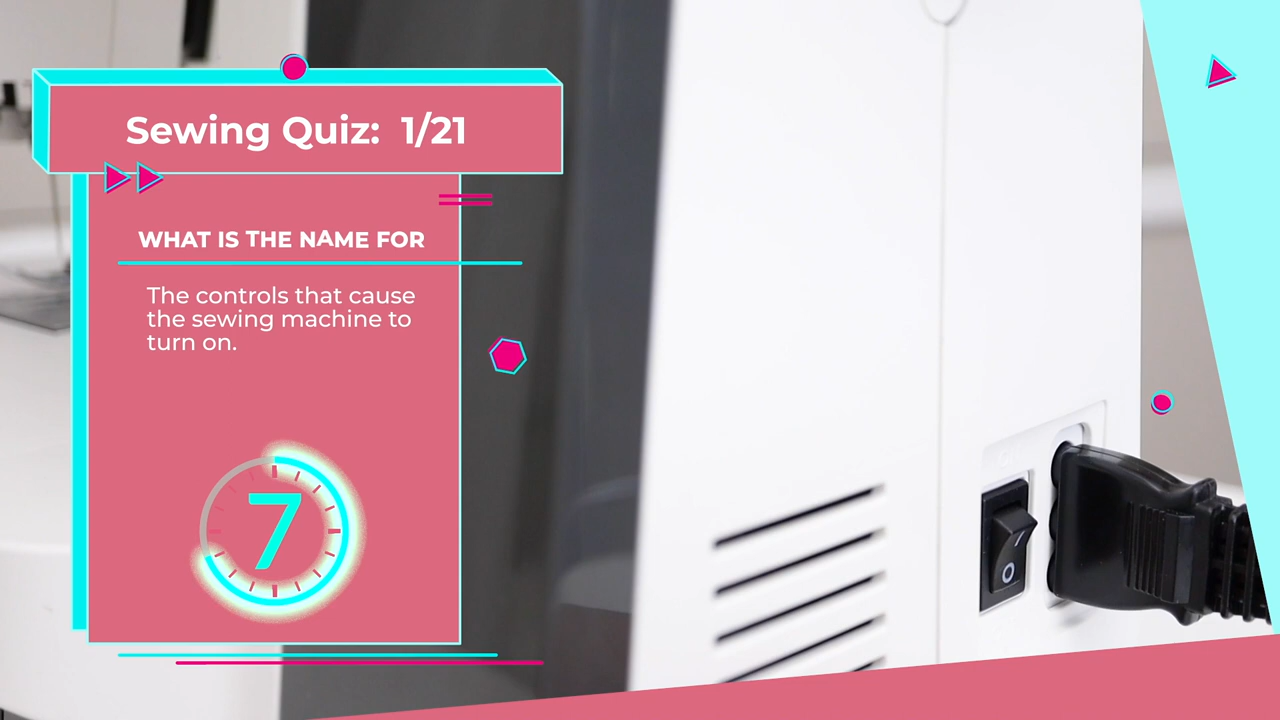 Sewing Quiz: 1/21
WHAT IS THE NAME FOR
The controls that cause
the sewing machine to
turn on.
7